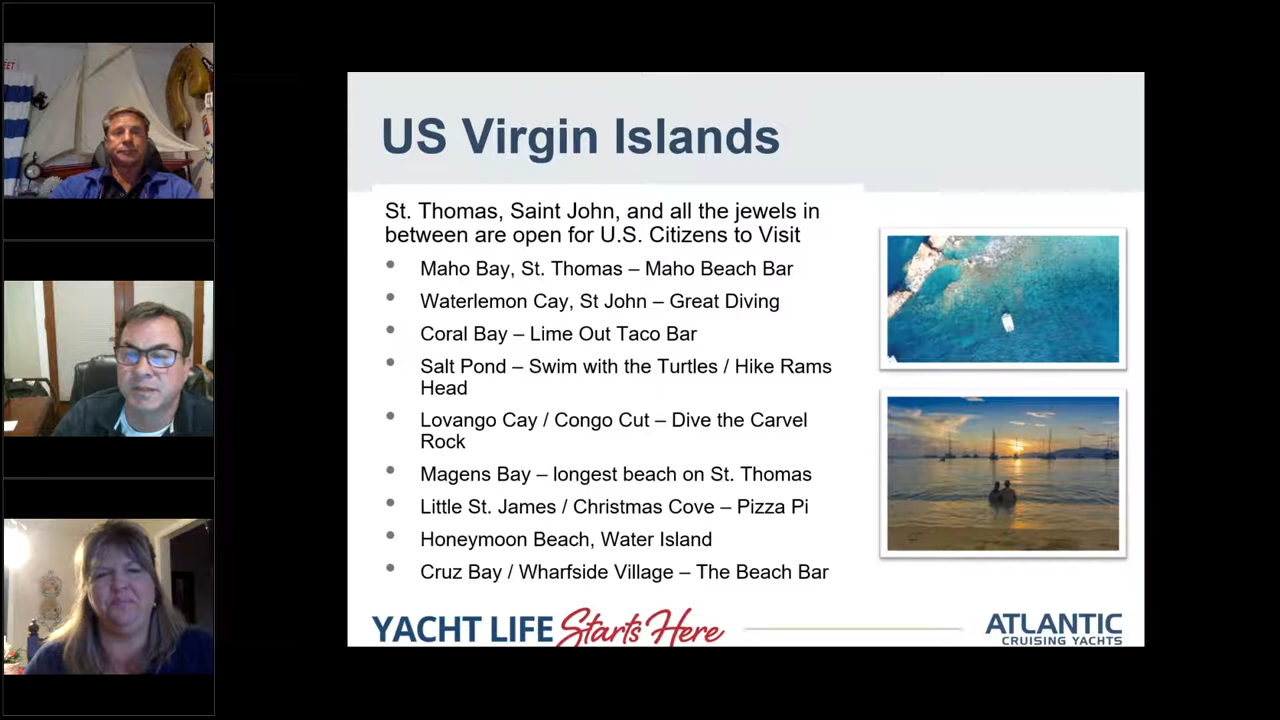 US Virgin Islands
St. Thomas, Saint John, and all the jewels in
between are open for U.S. Citizens to Visit
• Maho Bay, St. Thomas – Maho Beach Bar
• Waterlemon Cay, St John – Great Diving
• Coral Bay – Lime Out Taco Bar
• Salt Pond – Swim with the Turtles / Hike Rams
Head
• Lovango Cay / Congo Cut – Dive the Carvel
Rock
• Magens Bay – longest beach on St. Thomas
• Little St. James / Christmas Cove – Pizza Pi
• Honeymoon Beach, Water Island
• Cruz Bay / Wharfside Village – The Beach Bar
YACHT LIFE Starts Here
ATLANTIC
CRUISING YACHTS